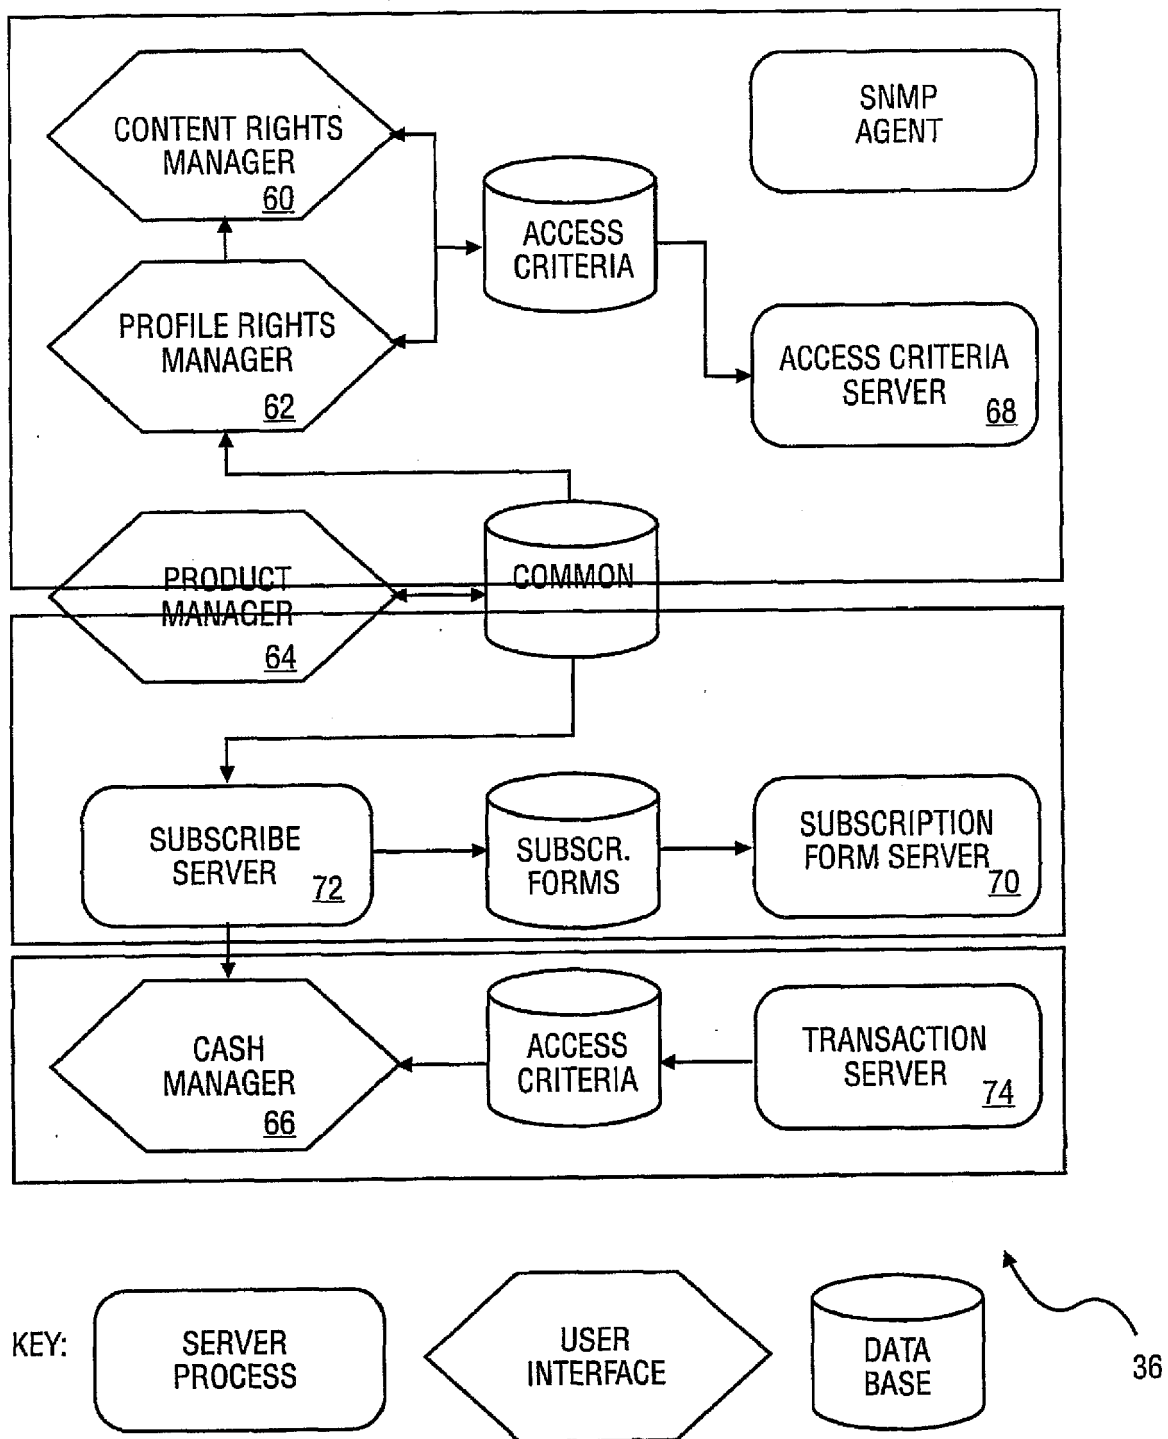 CONTENT RIGHTS
MANAGER
60
SNMP
AGENT
ACCESS
CRITERIA
PROFILE RIGHTS
MANAGER
62
ACCESS CRITERIA
SERVER
68
PRODUCT
MANAGER
64
COMMON
SUBSCRIBE
SERVER
72
SUBSCR.
FORMS
SUBSCRIPTION
FORM SERVER
70
CASH
MANAGER
66
ACCESS
CRITERIA
TRANSACTION
SERVER
74
KEY:
SERVER
PROCESS
USER
INTERFACE
DATA
BASE
36